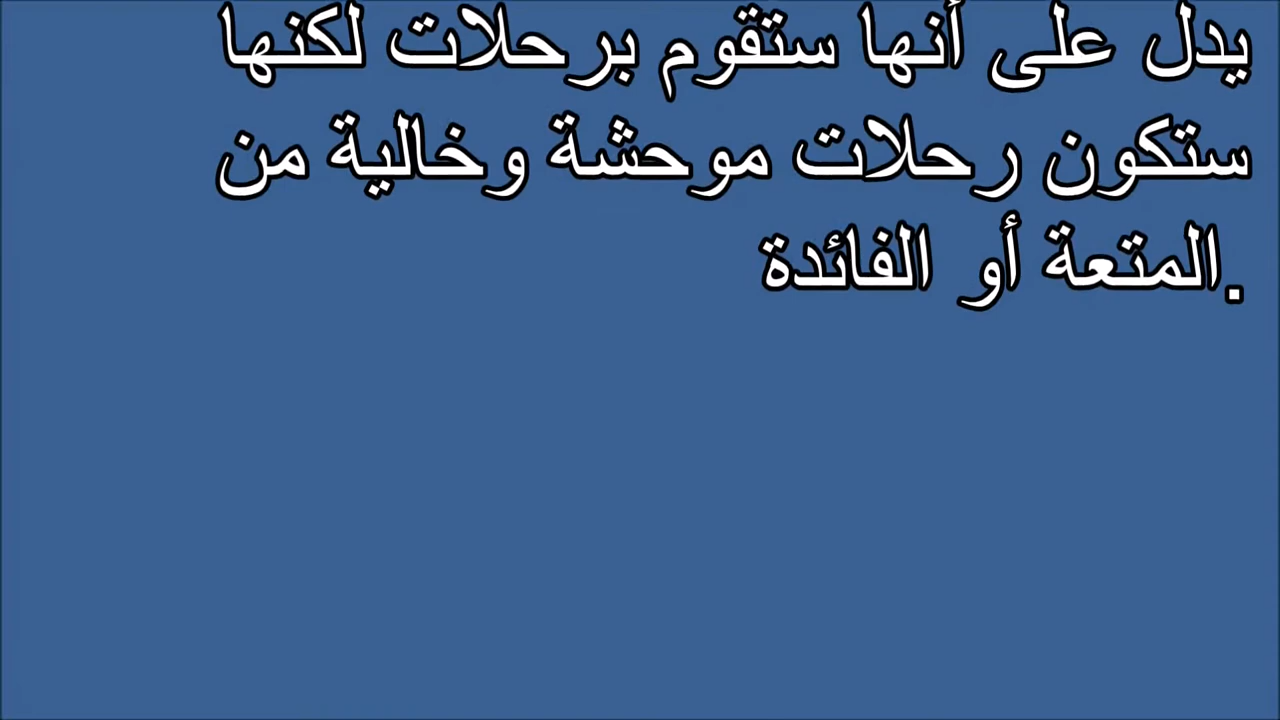 يدل على أنها ستقوم برحلات لكنها
ستكون رحلات موحشة وخالية من
المتعة أو الفائدة.